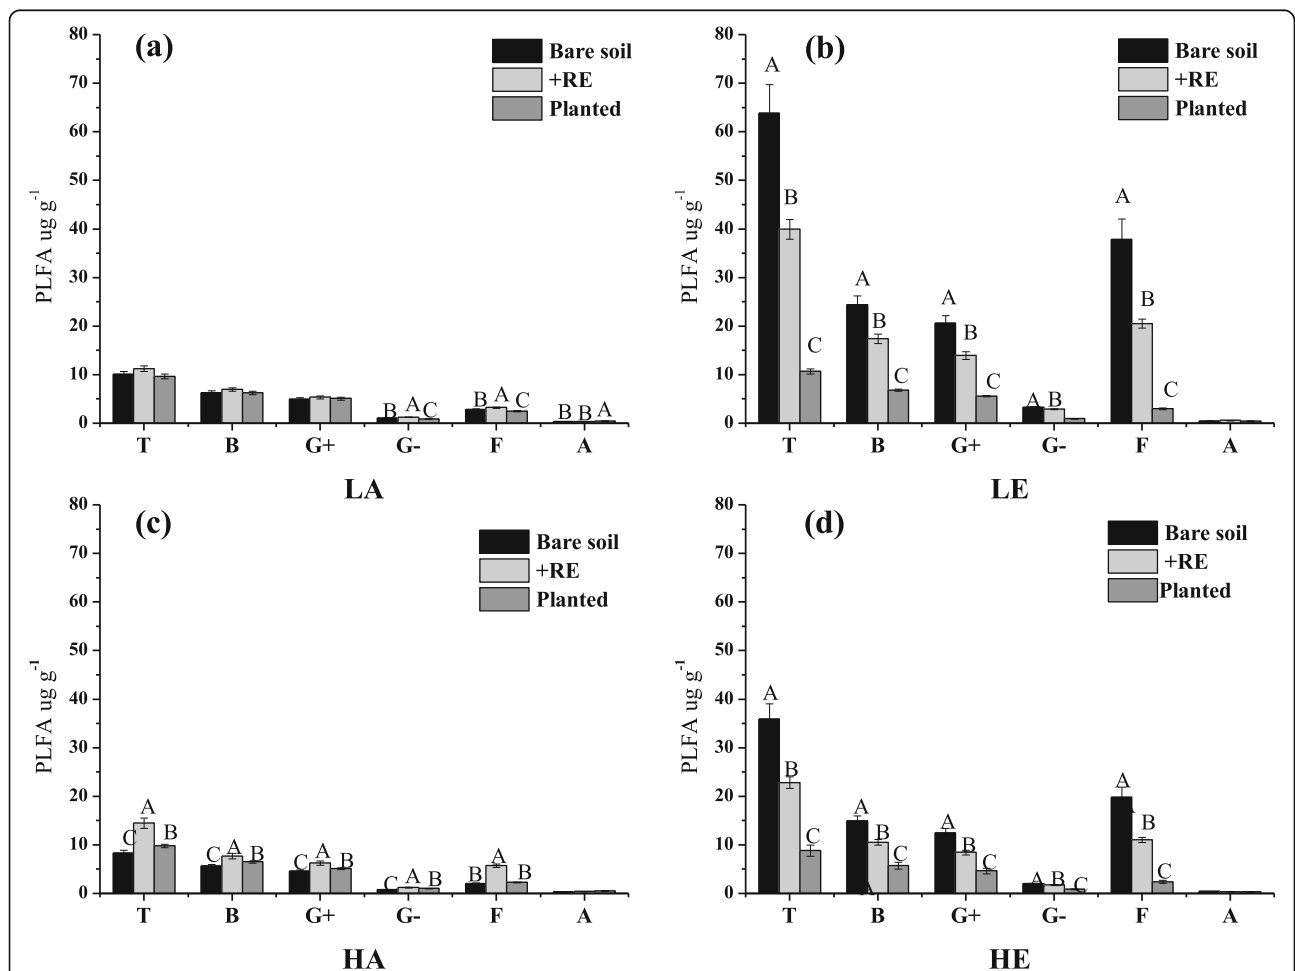 (a)
80
70
60
50
40
30
20
10
0
PLFA ug g-1
Bare soil
+RE
Planted
B A C
B A C
B B A
T B G+ G- F A
LA
(b)
80
70
60
50
40
30
20
10
0
PLFA ug g-1
Bare soil
+RE
Planted
A B C
A B C
A B C
A B
A B C
T B G+ G- F A
LE
(c)
80
70
60
50
40
30
20
10
0
PLFA ug g-1
Bare soil
+RE
Planted
C A B
C A B
C A B
C A B
B A B
T B G+ G- F A
HA
(d)
80
70
60
50
40
30
20
10
0
PLFA ug g-1
Bare soil
+RE
Planted
A B C
A B C
A B C
A B C
A B C
T B G+ G- F A
HE